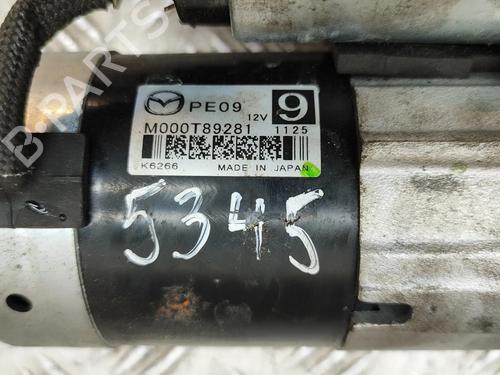 PE09 12V 9
M000T89281 1125
K6266 MADE IN JAPAN
5345